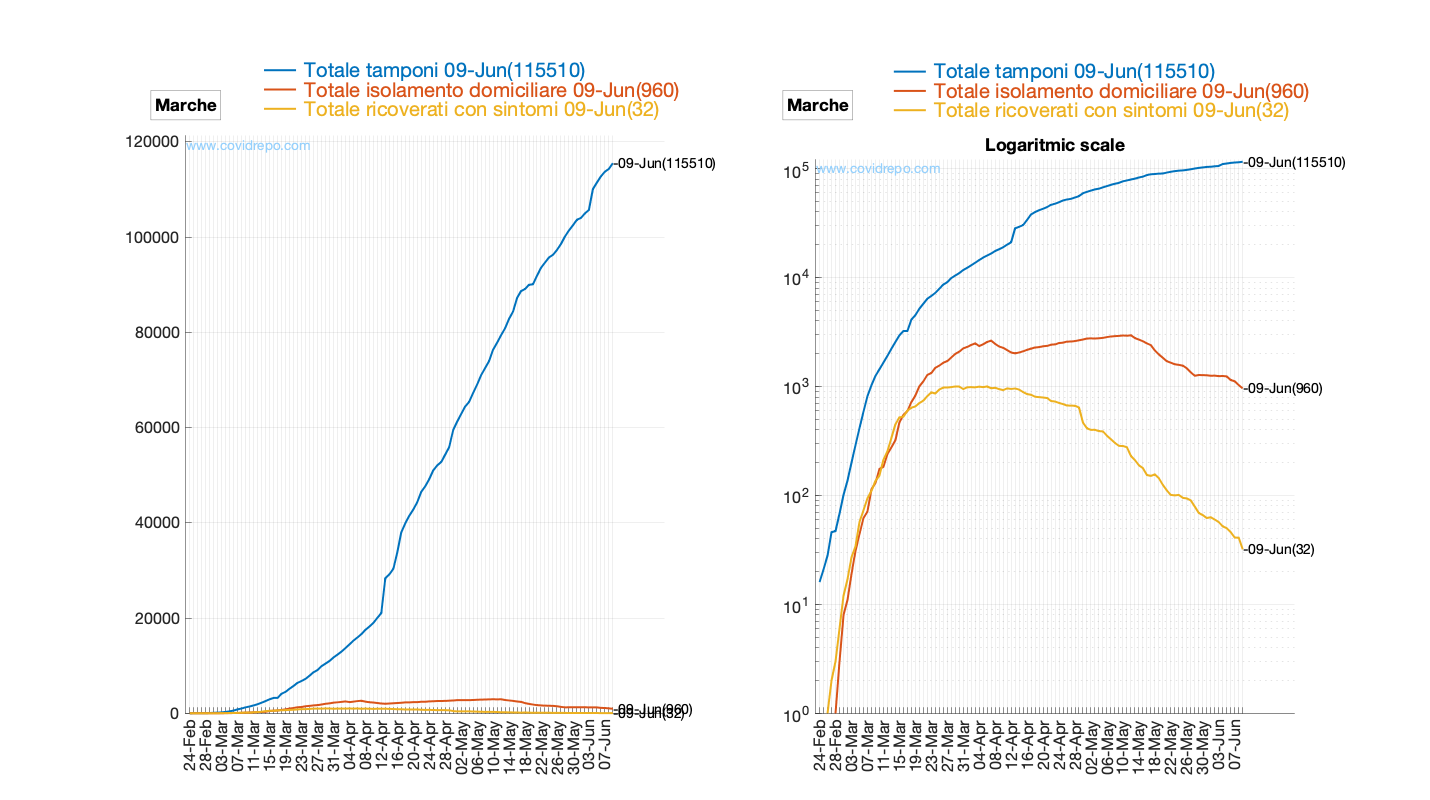 Totale tamponi 09-Jun(115510)
Totale isolamento domiciliare 09-Jun(960)
Totale ricoverati con sintomi 09-Jun(32)
Marche
www.covidrepo.com
120000
100000
80000
60000
40000
20000
0
09-Jun(115510)
09-Jun(960)
09-Jun(32)
24-Feb
28-Feb
03-Mar
07-Mar
11-Mar
15-Mar
19-Mar
23-Mar
27-Mar
31-Mar
04-Apr
08-Apr
12-Apr
16-Apr
20-Apr
24-Apr
28-Apr
02-May
06-May
10-May
14-May
18-May
22-May
26-May
30-May
03-Jun
07-Jun
Totale tamponi 09-Jun(115510)
Totale isolamento domiciliare 09-Jun(960)
Totale ricoverati con sintomi 09-Jun(32)
Marche
Logaritmic scale
www.covidrepo.com
10^5
10^4
10^3
10^2
10^1
10^0
09-Jun(115510)
09-Jun(960)
09-Jun(32)
24-Feb
28-Feb
03-Mar
07-Mar
11-Mar
15-Mar
19-Mar
23-Mar
27-Mar
31-Mar
04-Apr
08-Apr
12-Apr
16-Apr
20-Apr
24-Apr
28-Apr
02-May
06-May
10-May
14-May
18-May
22-May
26-May
30-May
03-Jun
07-Jun